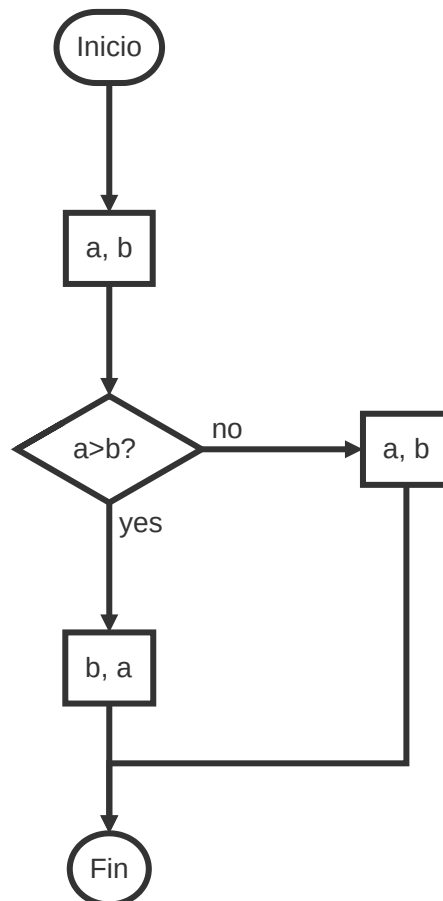 Inicio
a, b
a>b?
no
a, b
yes
b, a
Fin